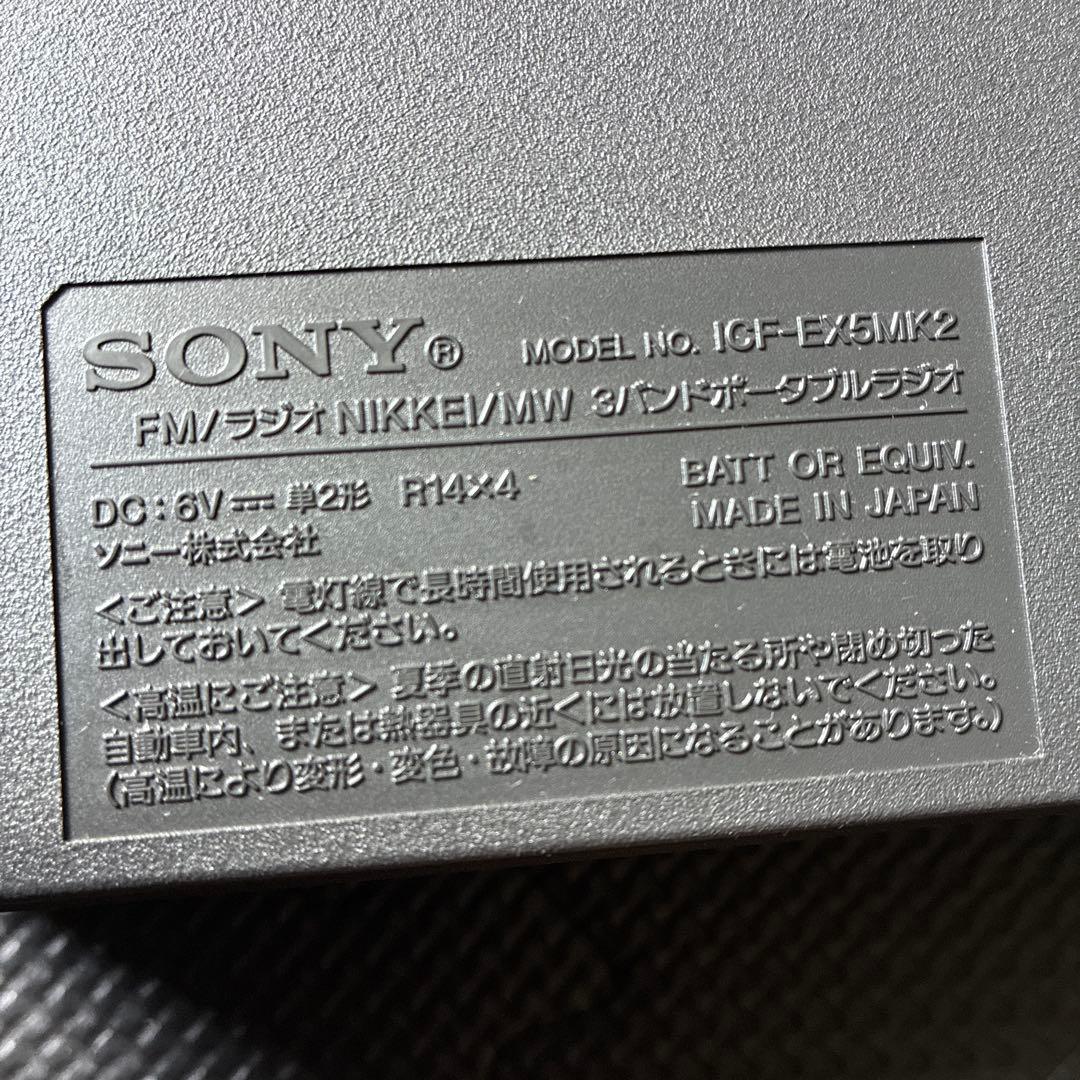 SONY® MODEL NO. ICF-EX5MK2
FM/ラジオ NIKKEI/MW 3バンドポータブルラジオ
DC:6V⎓ 単2形 R14×4 BATT OR EQUIV.
ソニー株式会社 MADE IN JAPAN
<ご注意> 電灯線で長時間使用されるときには電池を取り
出しておいてください。
<高温にご注意> 夏季の直射日光の当たる所や閉め切った
自動車内、または熱器具の近くには放置しないでください。
(高温により変形・変色・故障の原因になることがあります。)